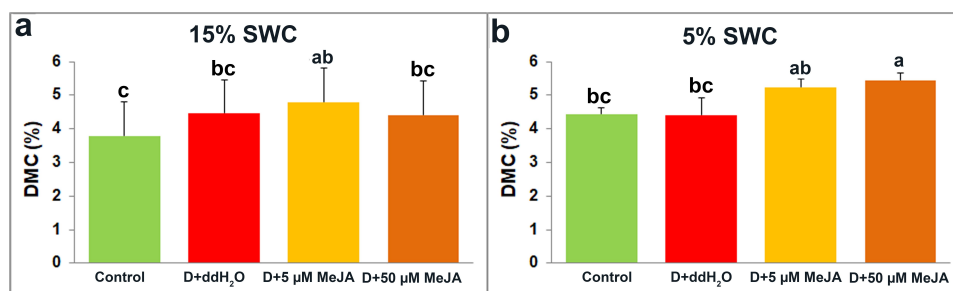 a
15% SWC
DMC (%)
6
5
4
3
2
1
0
c
bc
ab
bc
Control
D+ddH₂O
D+5 µM MeJA
D+50 µM MeJA
b
5% SWC
DMC (%)
6
5
4
3
2
1
0
bc
bc
ab
a
Control
D+ddH₂O
D+5 µM MeJA
D+50 µM MeJA